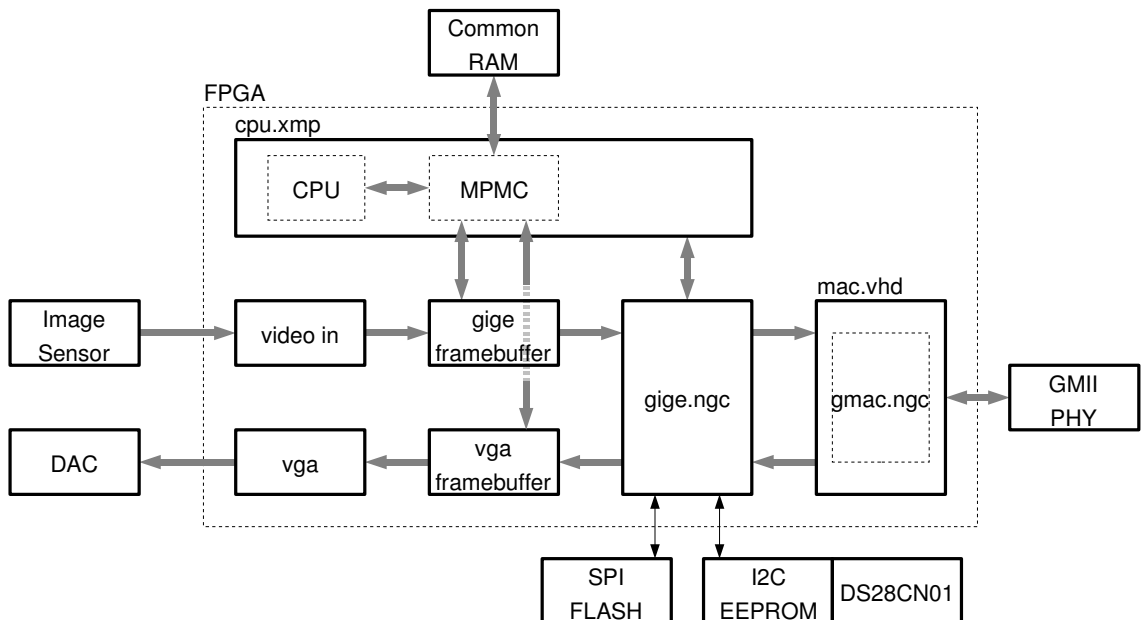 Common
RAM
FPGA
cpu.xmp
CPU
MPMC
mac.vhd
Image
Sensor
video in
gige
framebuffer
gige.ngc
gmac.ngc
GMII
PHY
DAC
vga
vga
framebuffer
SPI
FLASH
I2C
EEPROM
DS28CN01